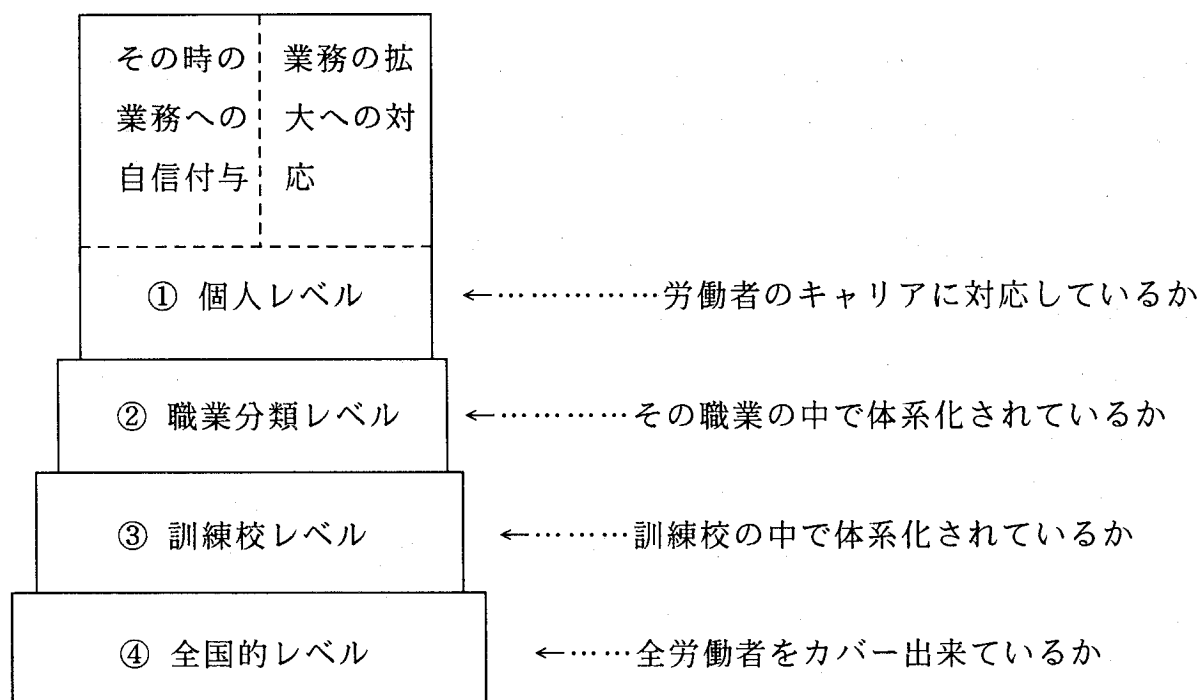 その時の
業務への
自信付与
業務の拡
大への対
応
① 個人レベル
←……………労働者のキャリアに対応しているか
② 職業分類レベル
←…………その職業の中で体系化されているか
③ 訓練校レベル
←………訓練校の中で体系化されているか
④ 全国的レベル
←……全労働者をカバー出来ているか